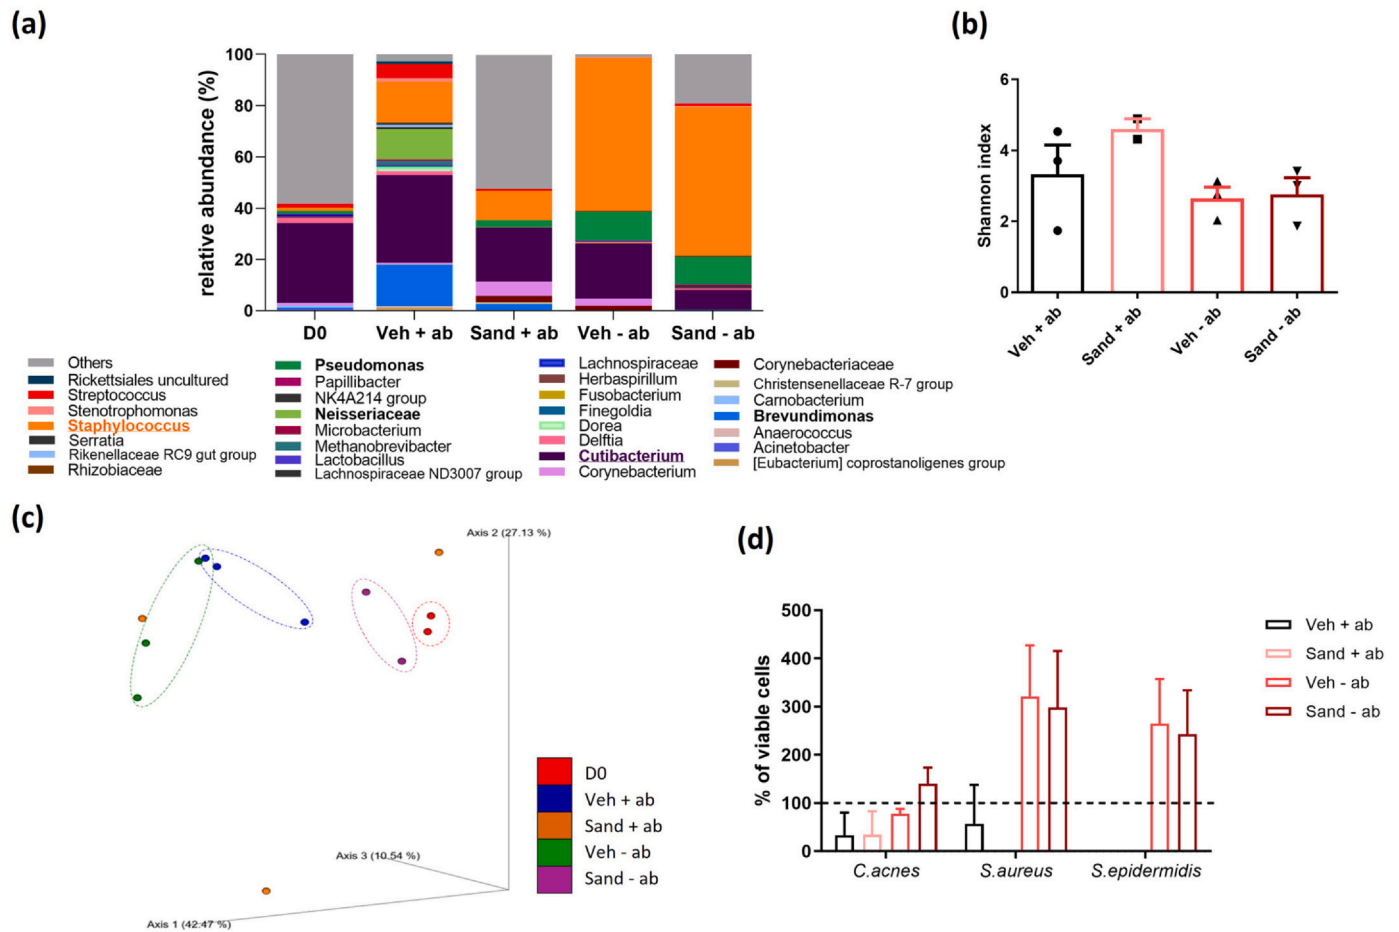 (a)
relative abundance (%)
100
80
60
40
20
0
D0
Veh + ab
Sand + ab
Veh - ab
Sand - ab
Others
Rickettsiales uncultured
Streptococcus
Stenotrophomonas
Staphylococcus
Serratia
Rikenellaceae RC9 gut group
Rhizobiaceae
Pseudomonas
Papillibacter
NK4A214 group
Neisseriaceae
Microbacterium
Methanobrevibacter
Lactobacillus
Lachnospiraceae ND3007 group
Lachnospiraceae
Herbaspirillum
Fusobacterium
Finegoldia
Dorea
Delftia
Cutibacterium
Corynebacterium
Corynebacteriaceae
Christensenellaceae R-7 group
Carnobacterium
Brevundimonas
Anaerococcus
Acinetobacter
[Eubacterium] coprostanoligenes group
(b)
Shannon index
6
4
2
0
Veh + ab
Sand + ab
Veh - ab
Sand - ab
(c)
Axis 2 (27.13 %)
Axis 3 (10.54 %)
Axis 1 (42.47 %)
D0
Veh + ab
Sand + ab
Veh - ab
Sand - ab
(d)
% of viable cells
500
400
300
200
100
0
C.acnes
S.aureus
S.epidermidis
Veh + ab
Sand + ab
Veh - ab
Sand - ab